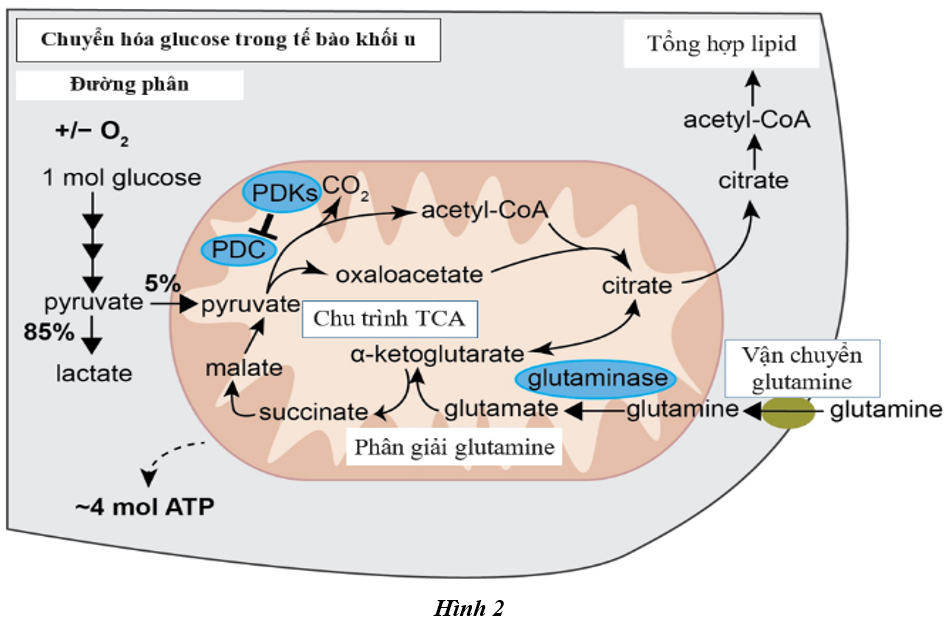 Chuyển hóa glucose trong tế bào khối u
Tổng hợp lipid
Đường phân
acetyl-CoA
+/− O₂
1 mol glucose
citrate
PDKs
CO₂
acetyl-CoA
PDC
oxaloacetate
citrate
5%
pyruvate
pyruvate
Chu trình TCA
85%
α-ketoglutarate
Vận chuyển
glutamine
lactate
malate
glutaminase
succinate
glutamate
glutamine
glutamine
Phân giải glutamine
~4 mol ATP
Hình 2